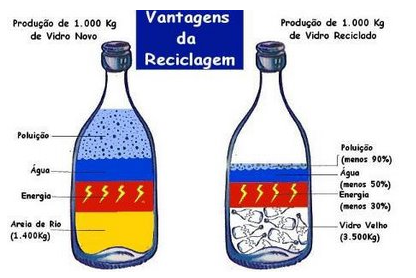 Produção de 1.000 Kg
de Vidro Novo
Vantagens
da
Reciclagem
Produção de 1.000 Kg
de Vidro Reciclado
Poluição
Água
Energia
Areia de Rio
(1.400Kg)
Poluição
(menos 90%)
Água
(menos 50%)
Energia
(menos 30%)
Vidro Velho
(3.500Kg)